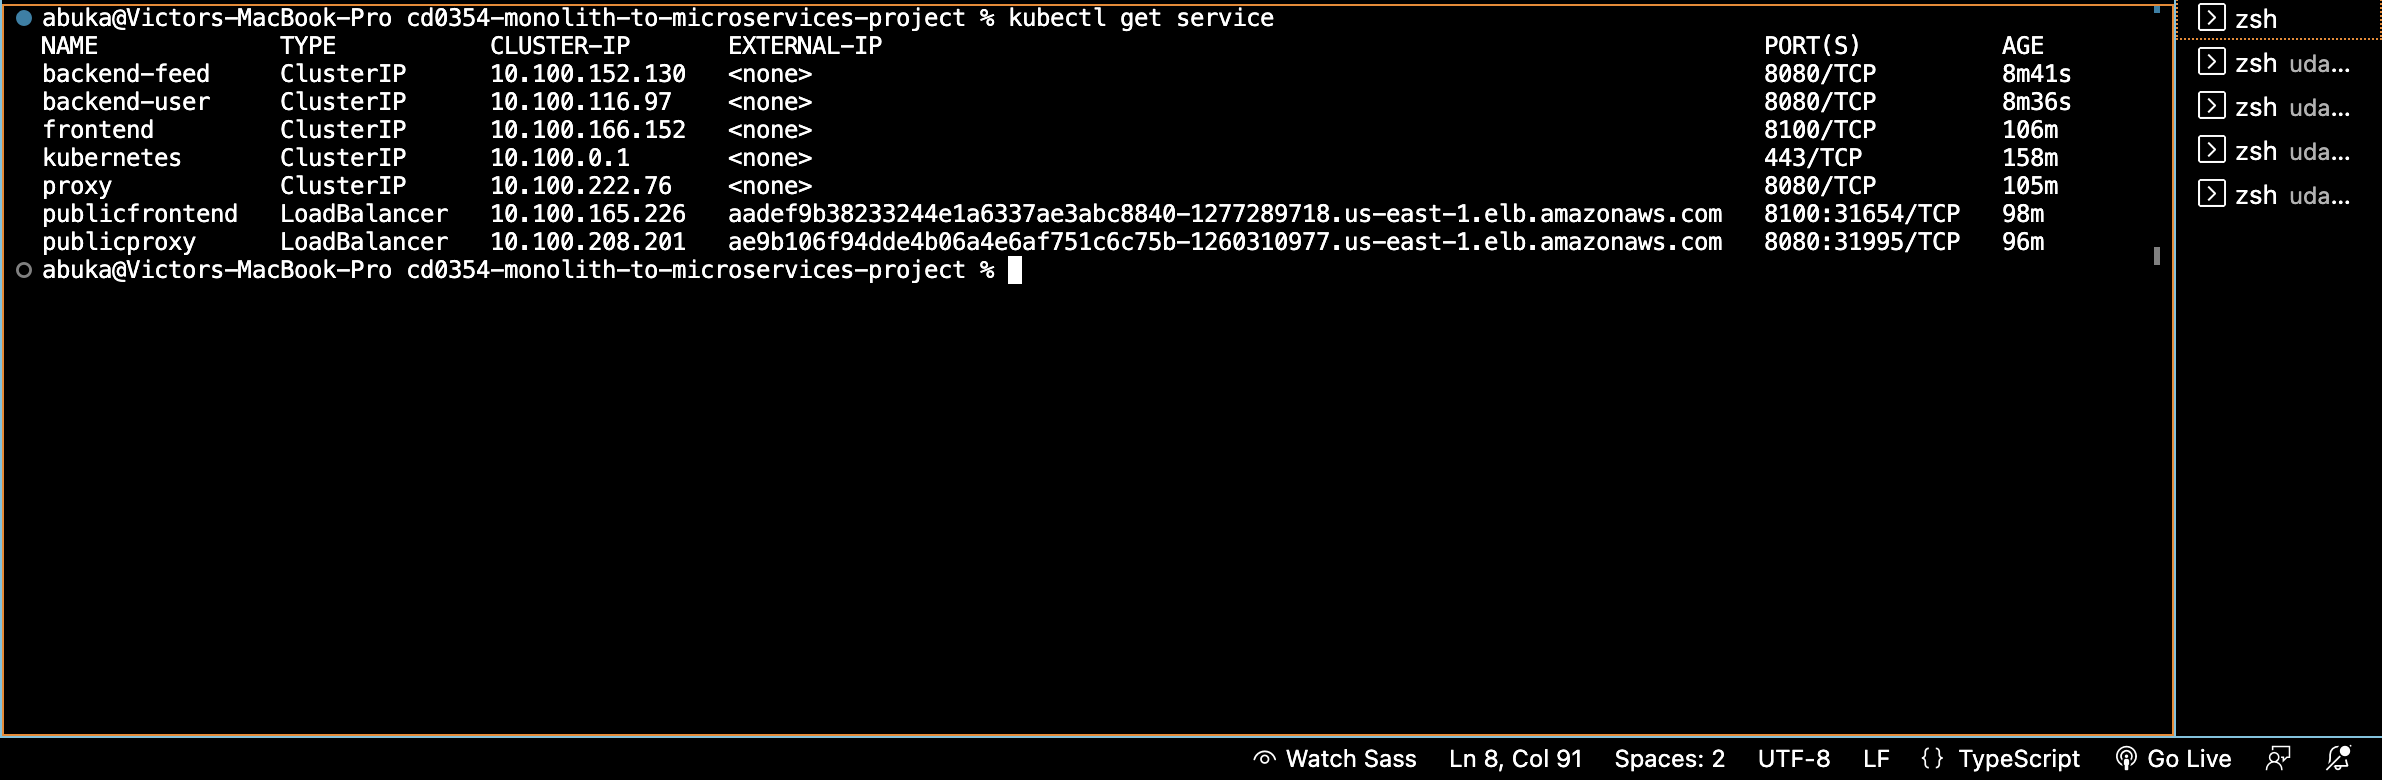 abuka@Victors-MacBook-Pro cd0354-monolith-to-microservices-project % kubectl get service
NAME TYPE CLUSTER-IP EXTERNAL-IP PORT(S) AGE
backend-feed ClusterIP 10.100.152.130 <none> 8080/TCP 8m41s
backend-user ClusterIP 10.100.116.97 <none> 8080/TCP 8m36s
frontend ClusterIP 10.100.166.152 <none> 8100/TCP 106m
kubernetes ClusterIP 10.100.0.1 <none> 443/TCP 158m
proxy ClusterIP 10.100.222.76 <none> 8080/TCP 105m
publicfrontend LoadBalancer 10.100.165.226 aadef9b38233244e1a6337ae3abc8840-1277289718.us-east-1.elb.amazonaws.com 8100:31654/TCP 98m
publicproxy LoadBalancer 10.100.208.201 ae9b106f94dde4b06a4e6af751c6c75b-1260310977.us-east-1.elb.amazonaws.com 8080:31995/TCP 96m
abuka@Victors-MacBook-Pro cd0354-monolith-to-microservices-project %
zsh
zsh uda...
zsh uda...
zsh uda...
zsh uda...
Watch Sass Ln 8, Col 91 Spaces: 2 UTF-8 LF {} TypeScript Go Live